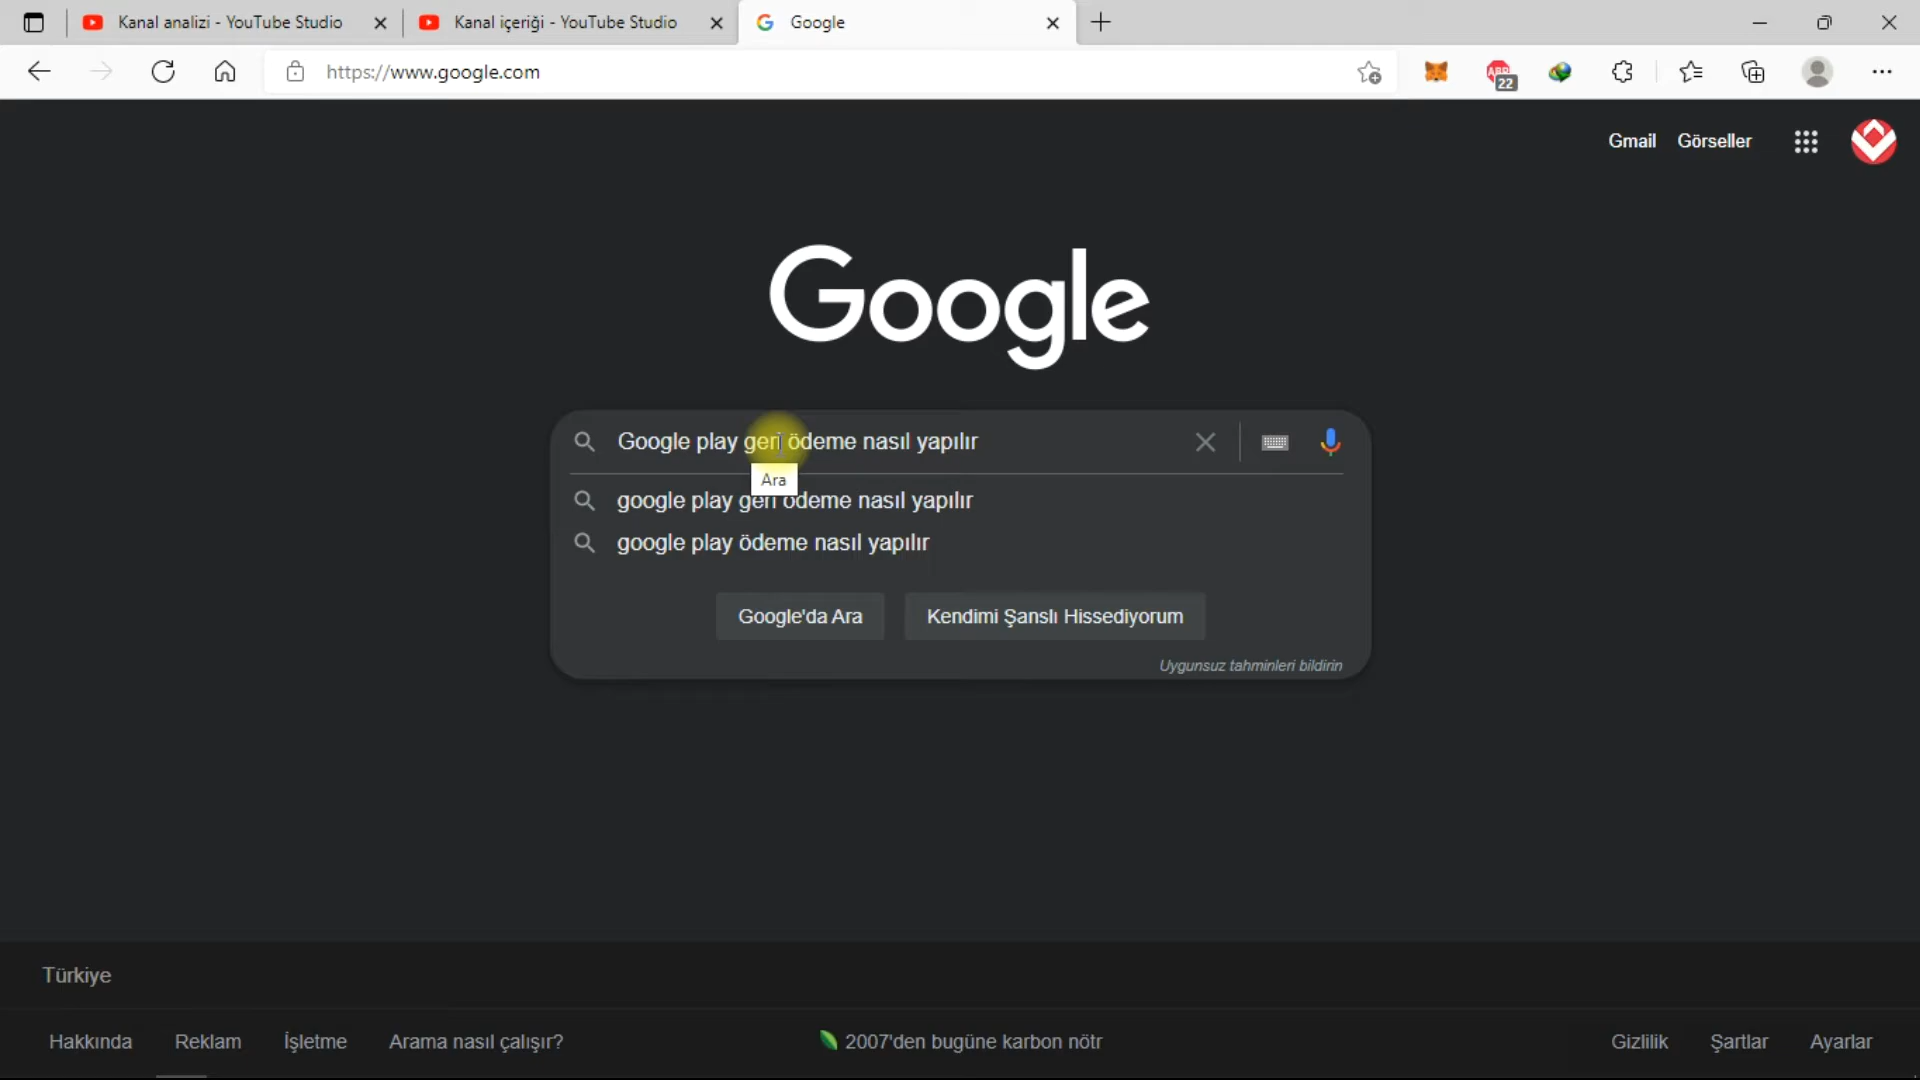 Kanal analizi - YouTube Studio
Kanal içeriği - YouTube Studio
Google
https://www.google.com
ABP
22
Gmail
Görseller
Google
Google play geri ödeme nasıl yapılır
Ara
google play geri ödeme nasıl yapılır
google play ödeme nasıl yapılır
Google'da Ara
Kendimi Şanslı Hissediyorum
Uygunsuz tahminleri bildirin
Türkiye
Hakkında
Reklam
İşletme
Arama nasıl çalışır?
2007'den bugüne karbon nötr
Gizlilik
Şartlar
Ayarlar